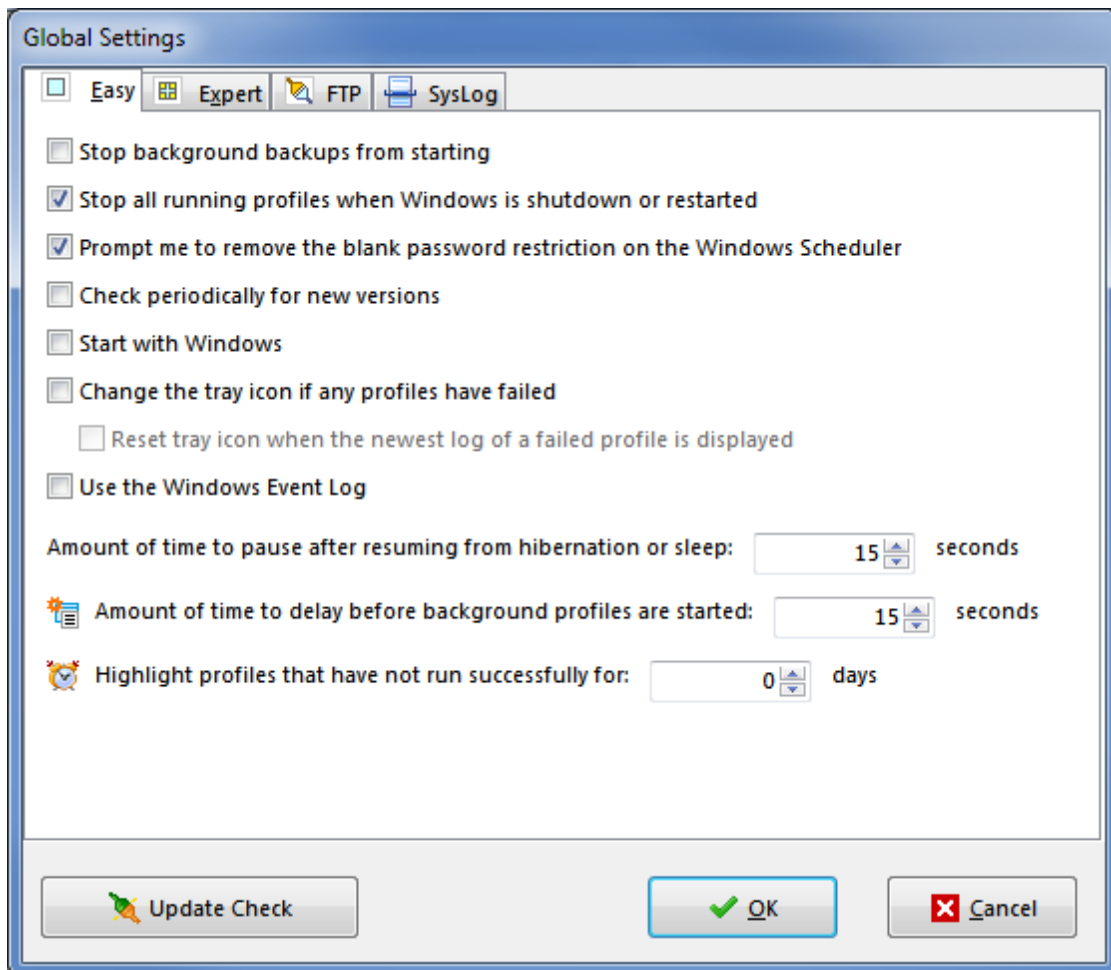 Global Settings
Easy Expert FTP SysLog
Stop background backups from starting
Stop all running profiles when Windows is shutdown or restarted
Prompt me to remove the blank password restriction on the Windows Scheduler
Check periodically for new versions
Start with Windows
Change the tray icon if any profiles have failed
Reset tray icon when the newest log of a failed profile is displayed
Use the Windows Event Log
Amount of time to pause after resuming from hibernation or sleep: 15 seconds
Amount of time to delay before background profiles are started: 15 seconds
Highlight profiles that have not run successfully for: 0 days
Update Check OK Cancel